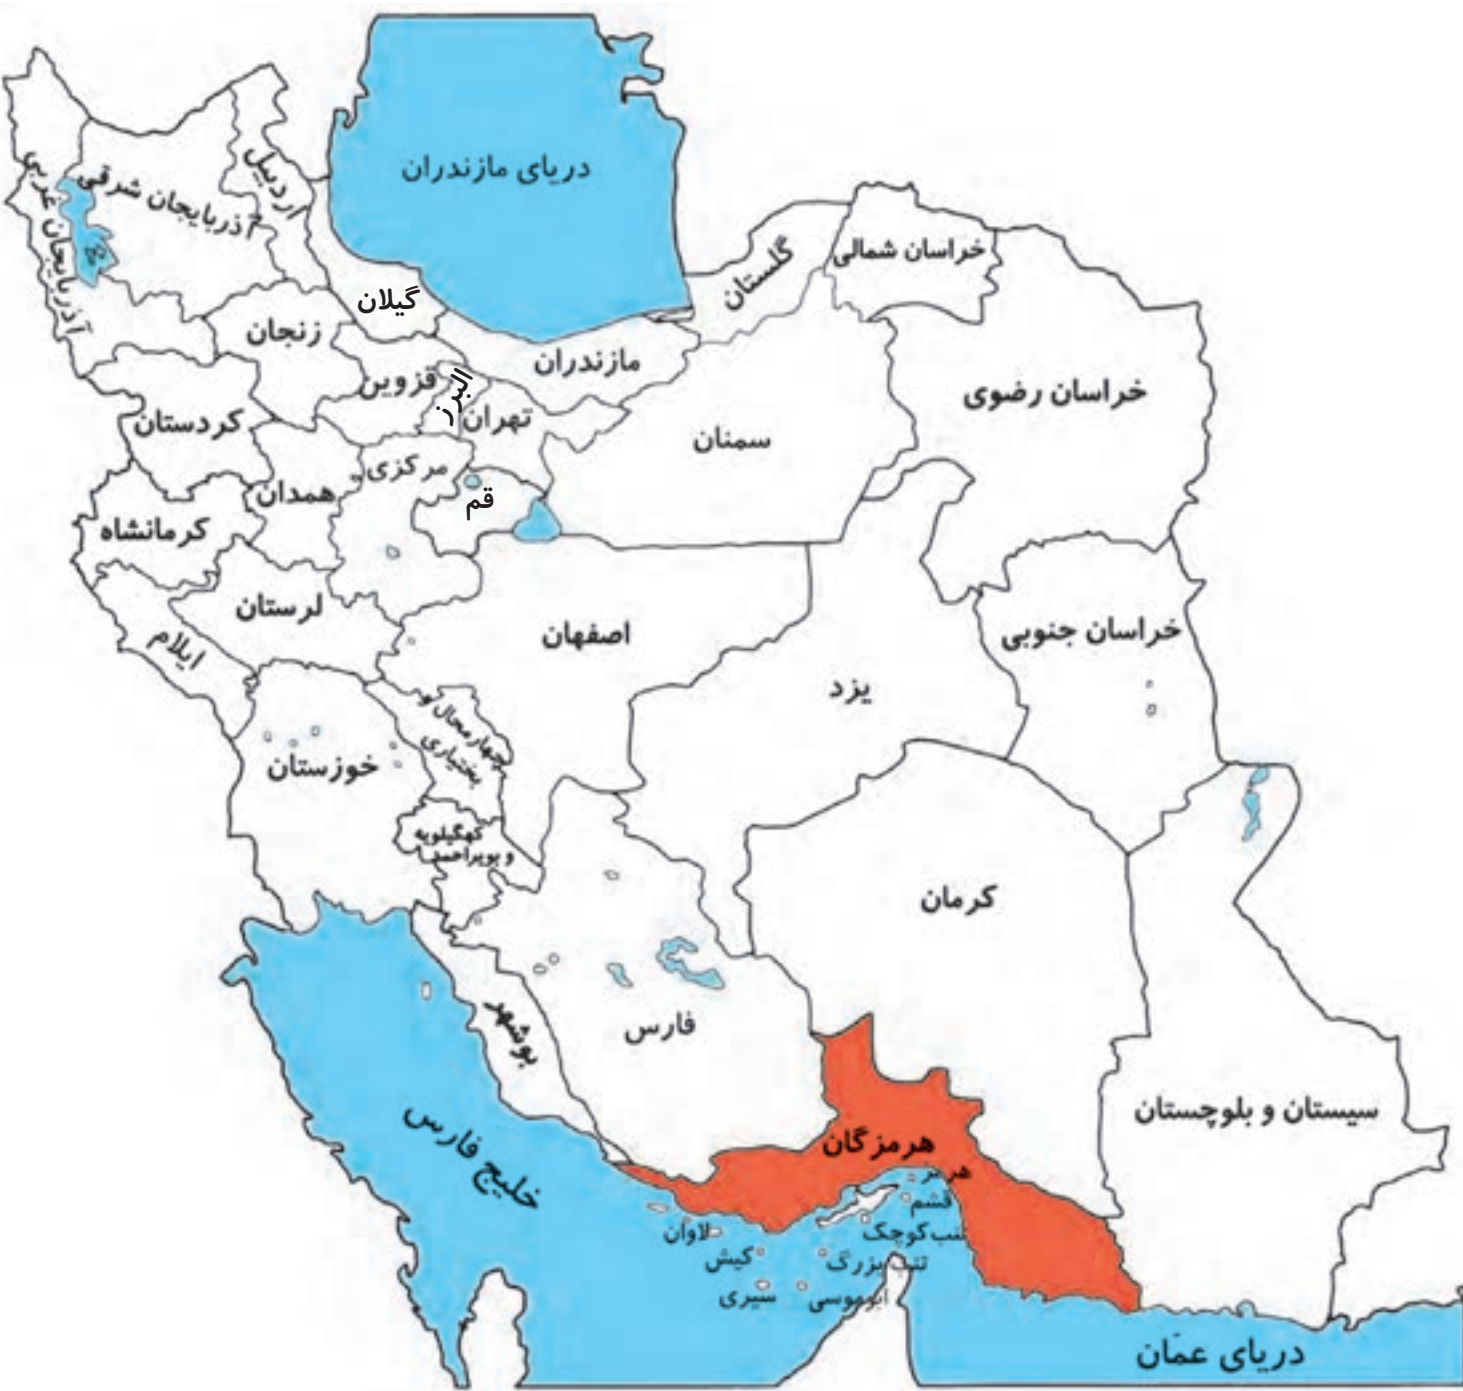 دریای مازندران
اردبیل
آذربایجان شرقی
آذربایجان غربی
خراسان شمالی
گلستان
گیلان
زنجان
مازندران
قزوین
البرز
خراسان رضوی
تهران
کردستان
سمنان
مرکزی
همدان
قم
کرمانشاه
لرستان
اصفهان
خراسان جنوبی
ایلام
یزد
چهارمحال و
بختیاری
خوزستان
کهگیلویه
و بویراحمد
کرمان
فارس
بوشهر
سیستان و بلوچستان
هرمزگان
خلیج فارس
هرمز
قشم
تنب کوچک
لاوان
تنب بزرگ
کیش
ابوموسی
سیری
دریای عمّان